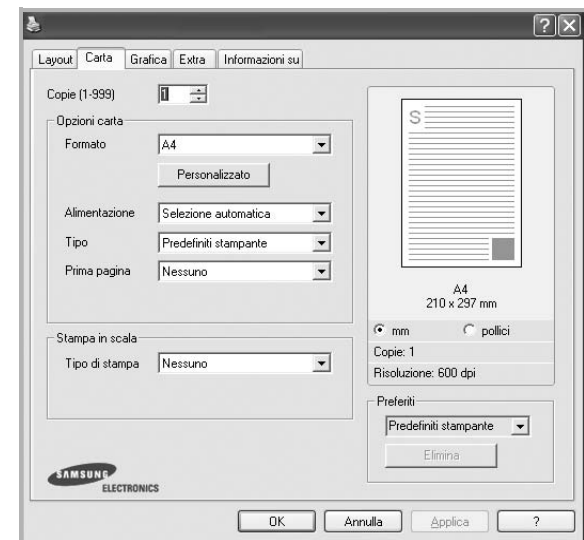 Layout Carta Grafica Extra Informazioni su
Copie (1-999) 1
Opzioni carta
Formato A4
Personalizzato
Alimentazione Selezione automatica
Tipo Predefiniti stampante
Prima pagina Nessuno
Stampa in scala
Tipo di stampa Nessuno
SAMSUNG
ELECTRONICS
S
A4
210 x 297 mm
mm pollici
Copie: 1
Risoluzione: 600 dpi
Preferiti
Predefiniti stampante
Elimina
OK Annulla Applica ?